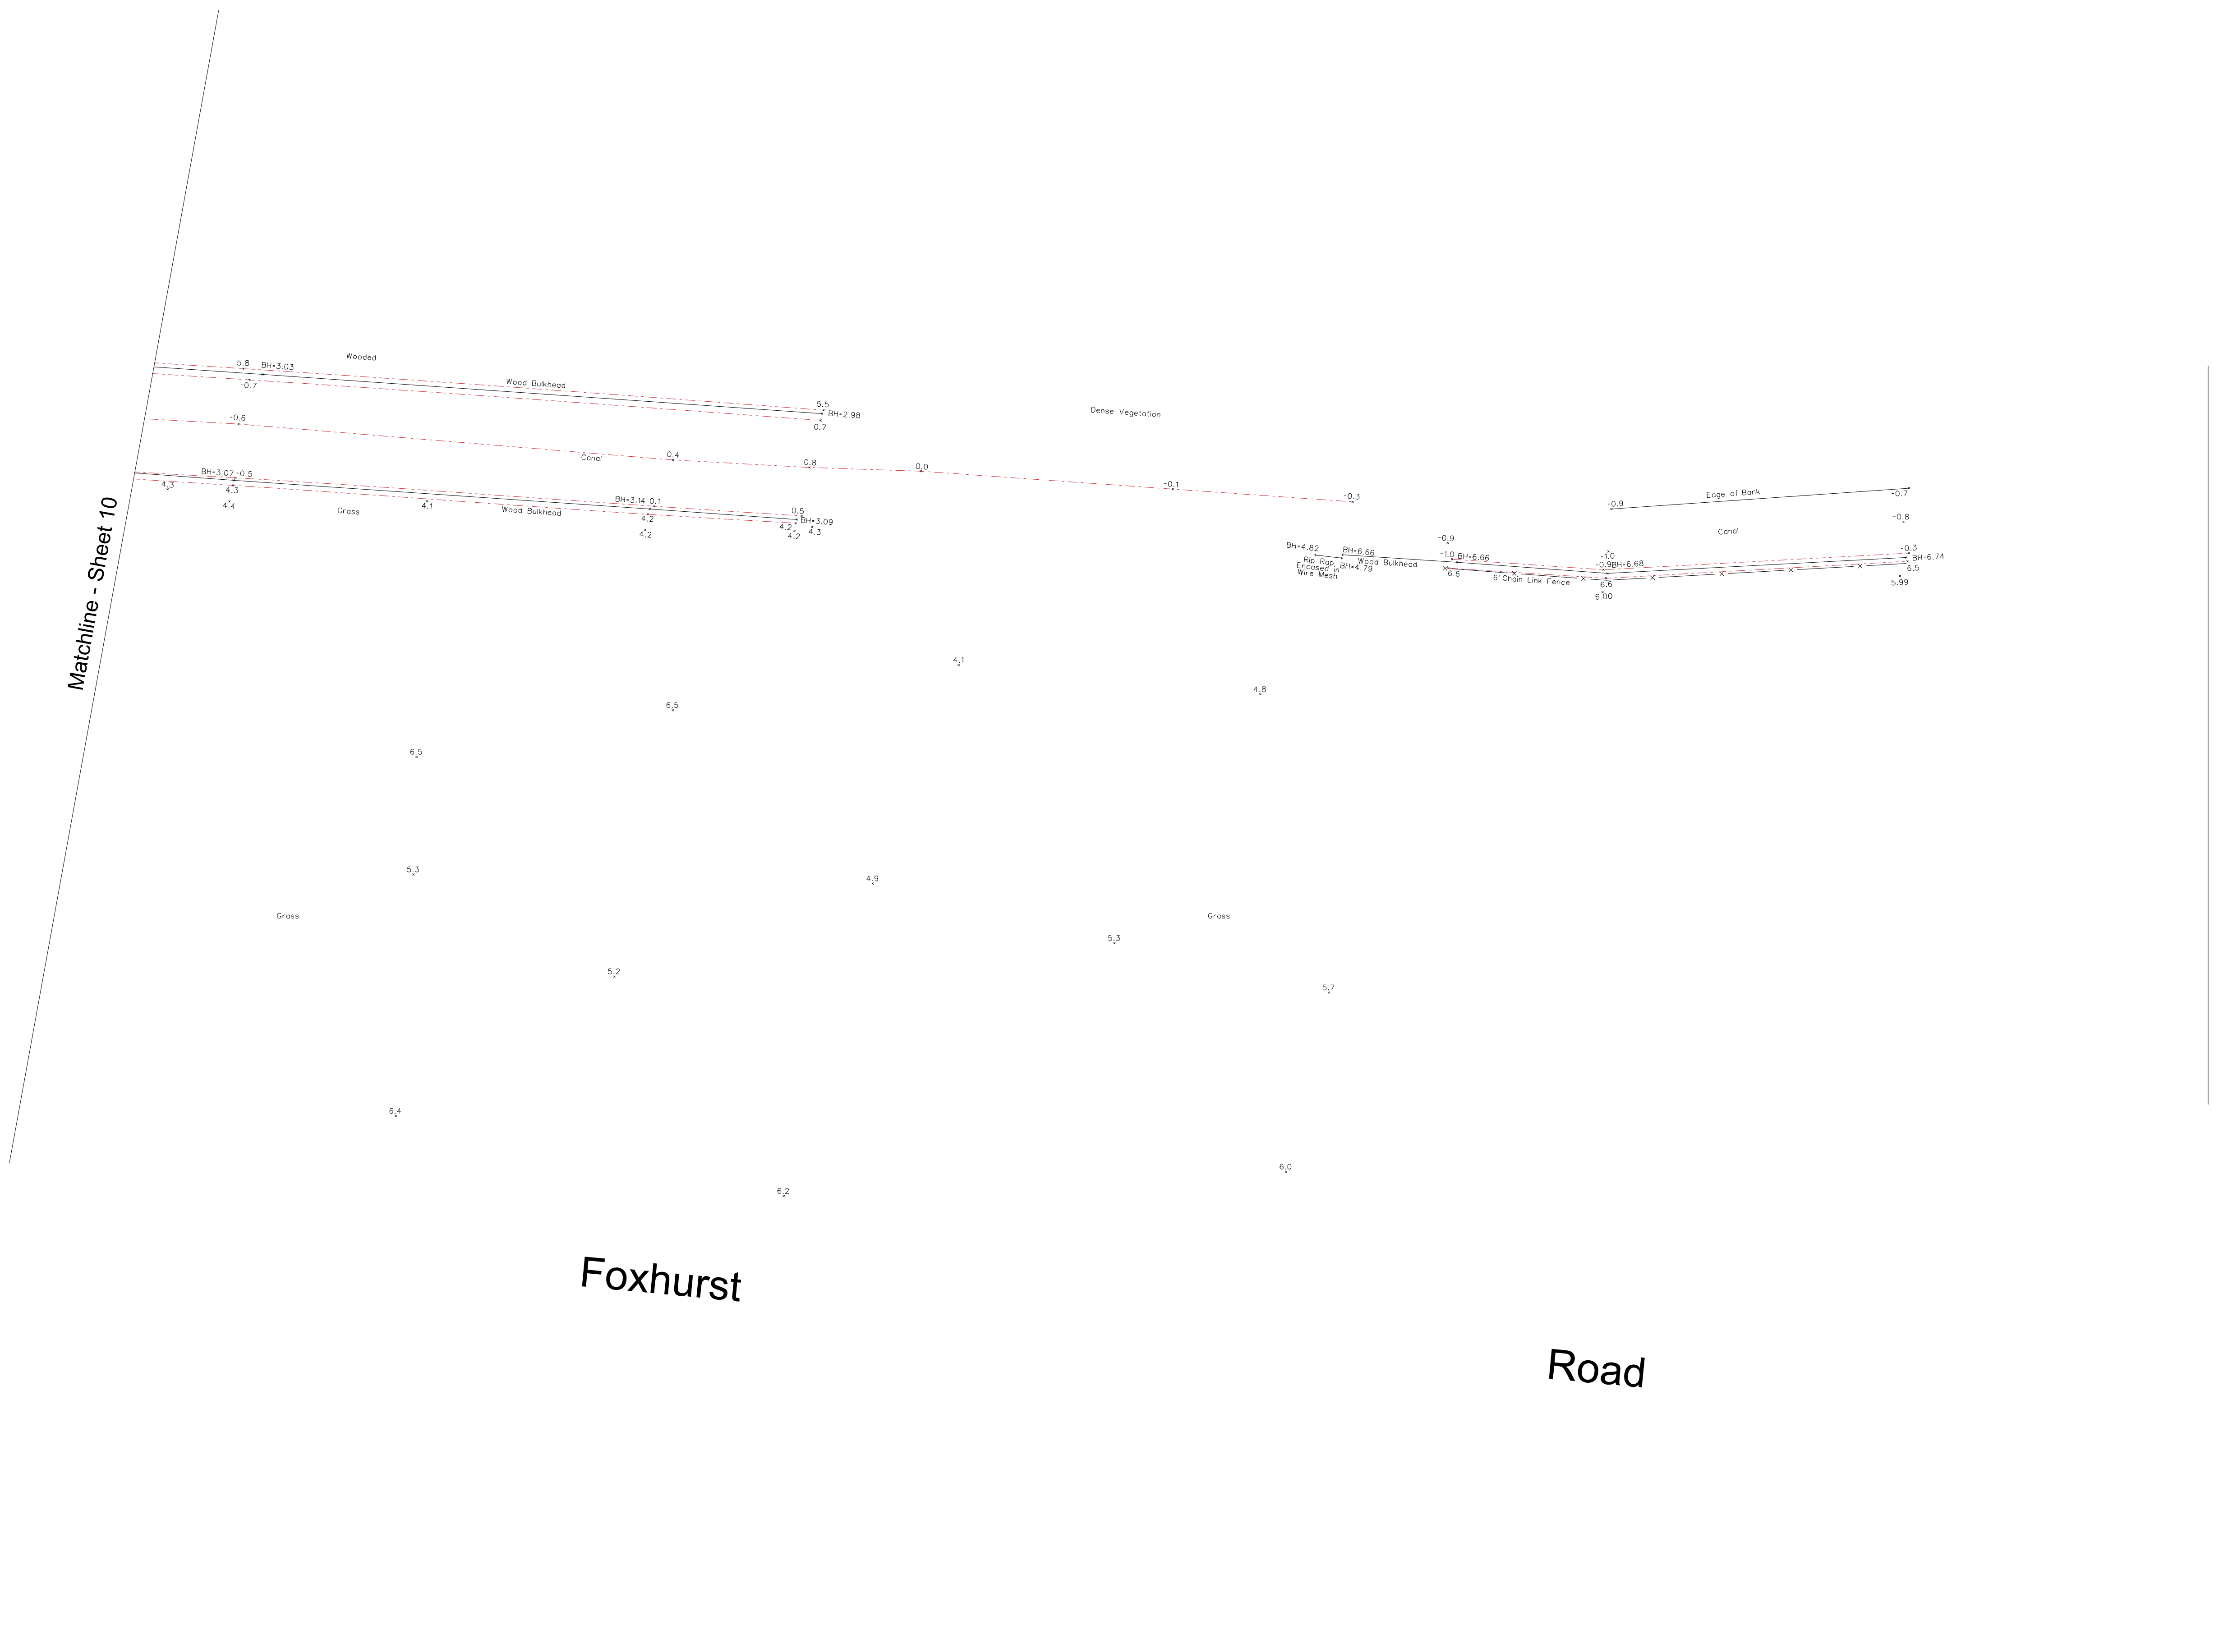 Wooded
5.8
BH=3.03
-0.7
Wood Bulkhead
5.5
BH=2.98
0.7
Dense Vegetation
-0.6
Canal
0.4
0.8
-0.0
-0.1
-0.3
BH=3.07 -0.5
4.3
4.3
4.4
Grass
4.1
Wood Bulkhead
BH=3.14 0.1
4.2
4.2
0.5
BH=3.09
4.2
4.2
4.3
-0.9
Edge of Bank
-0.7
-0.8
Canal
-0.9
-1.0
BH=4.82
BH=6.66
-1.0 BH=6.66
Rip Rap
Encased in
Wire Mesh
BH=4.79
Wood Bulkhead
6.6
6' Chain Link Fence
-0.9
BH=6.68
6.6
6.00
-0.3
BH=6.74
6.5
5.99
Matchline - Sheet 10
4.1
4.8
6.5
6.5
5.3
4.9
Grass
Grass
5.3
5.2
5.7
6.4
6.0
6.2
Foxhurst
Road